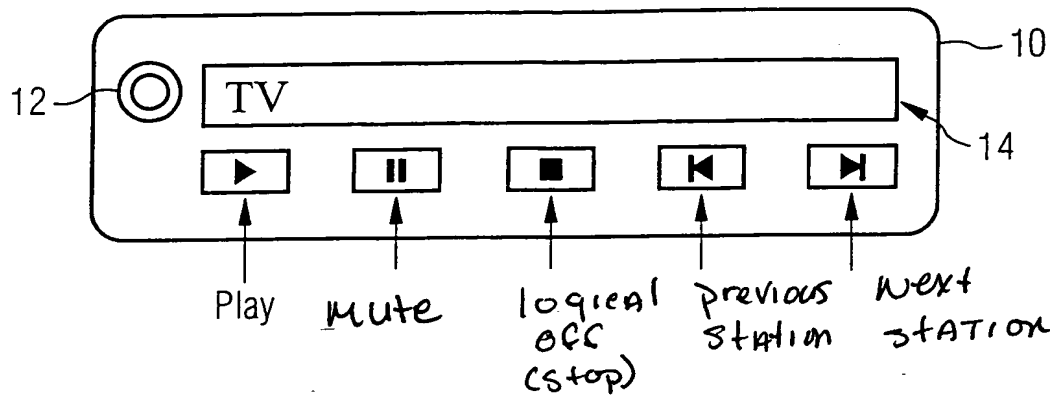 10
12
TV
14
Play mute logical previous Next
off station station
(stop)